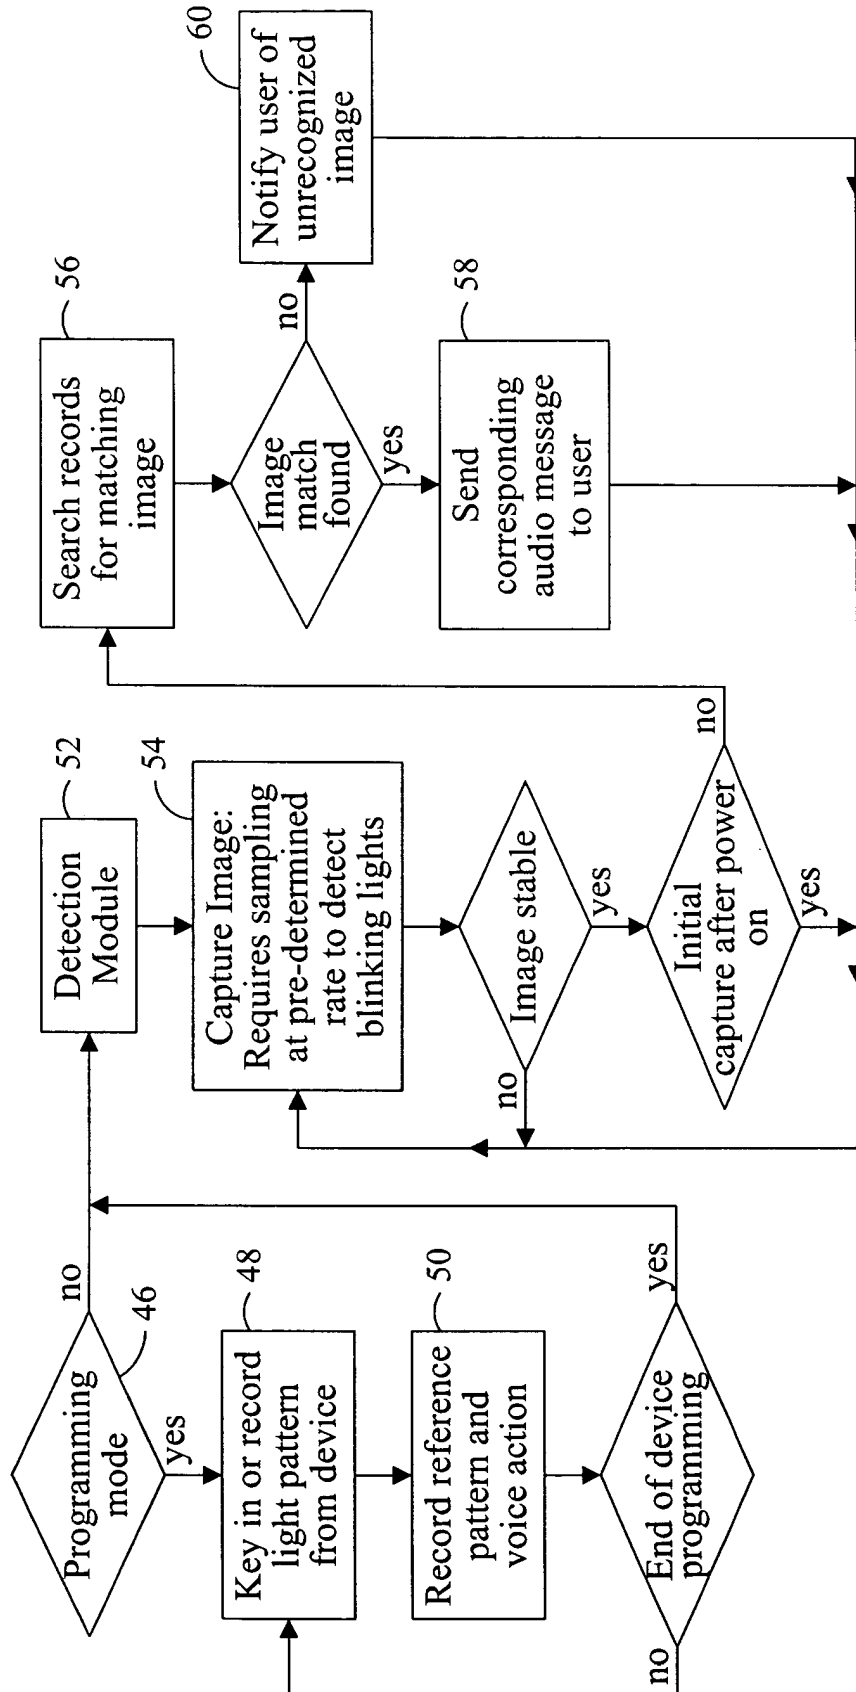 Programming
mode
46
no
yes
Key in or record
light pattern
from device
48
Record reference
pattern and
voice action
50
End of device
programming
yes
no
Detection
Module
52
Capture Image:
Requires sampling
at pre-determined
rate to detect
blinking lights
54
Image stable
no
yes
Initial
capture after power
on
no
yes
Search records
for matching
image
56
Image
match
found
no
yes
Send
corresponding
audio message
to user
58
Notify user of
unrecognized
image
60